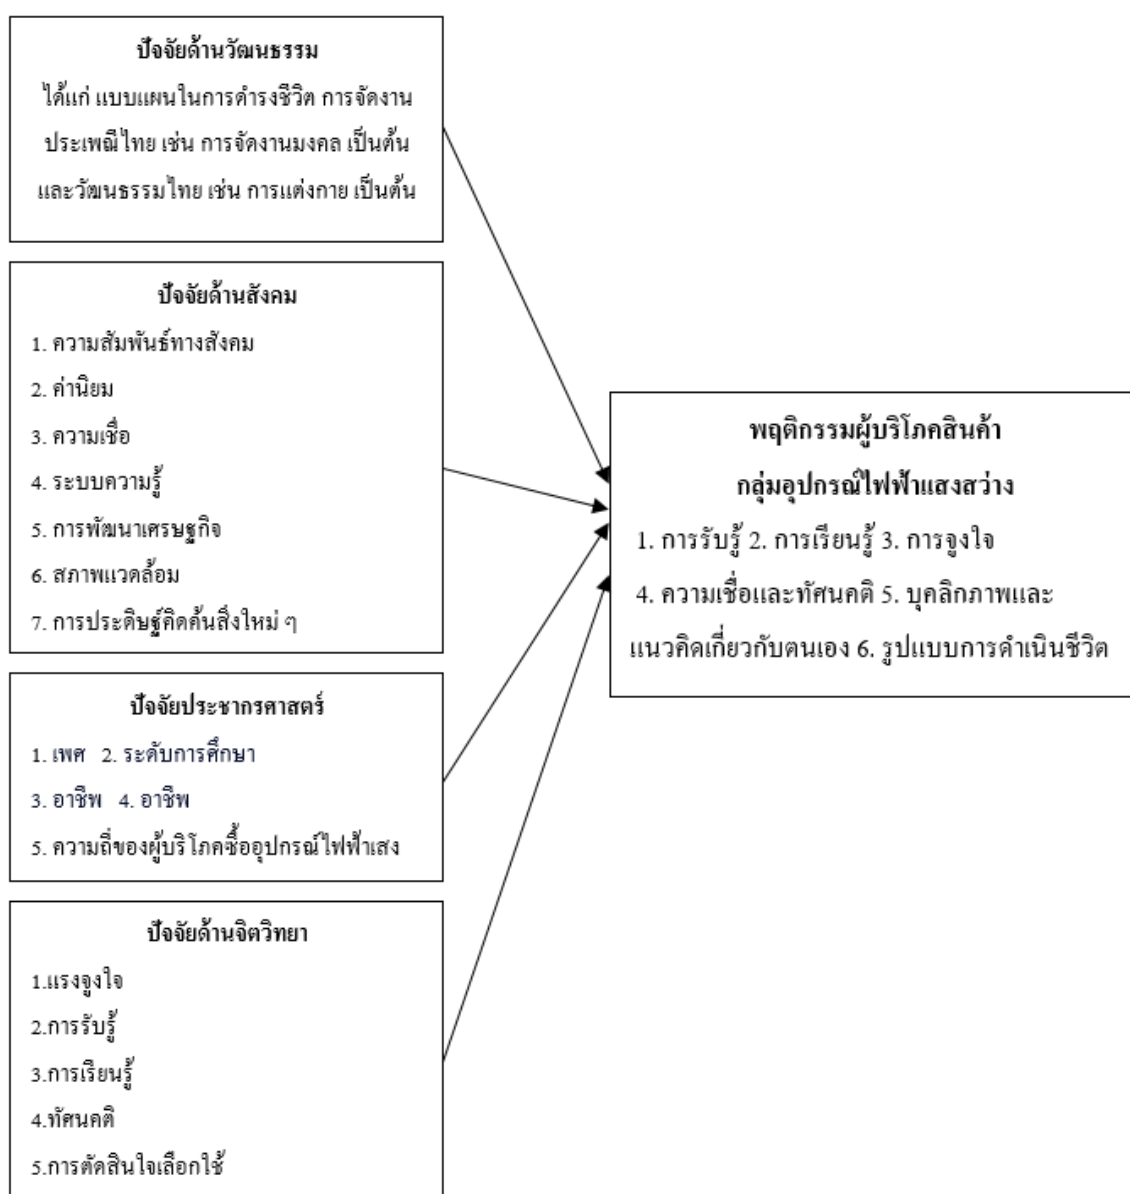 ปัจจัยด้านวัฒนธรรม
ได้แก่ แบบแผนในการดำรงชีวิต การจัดงาน
ประเพณีไทย เช่น การจัดงานมงคล เป็นต้น
และวัฒนธรรมไทย เช่น การแต่งกาย เป็นต้น
ปัจจัยด้านสังคม
1. ความสัมพันธ์ทางสังคม
2. ค่านิยม
3. ความเชื่อ
4. ระบบความรู้
5. การพัฒนาเศรษฐกิจ
6. สภาพแวดล้อม
7. การประดิษฐ์คิดค้นสิ่งใหม่ ๆ
ปัจจัยประชากรศาสตร์
1. เพศ 2. ระดับการศึกษา
3. อาชีพ 4. อาชีพ
5. ความถี่ของผู้บริโภคซื้ออุปกรณ์ไฟฟ้าเสง
ปัจจัยด้านจิตวิทยา
1.แรงจูงใจ
2.การรับรู้
3.การเรียนรู้
4.ทัศนคติ
5.การตัดสินใจเลือกใช้
พฤติกรรมผู้บริโภคสินค้า
กลุ่มอุปกรณ์ไฟฟ้าแสงสว่าง
1. การรับรู้ 2. การเรียนรู้ 3. การจูงใจ
4. ความเชื่อและทัศนคติ 5. บุคลิกภาพและ
แนวคิดเกี่ยวกับตนเอง 6. รูปแบบการดำเนินชีวิต